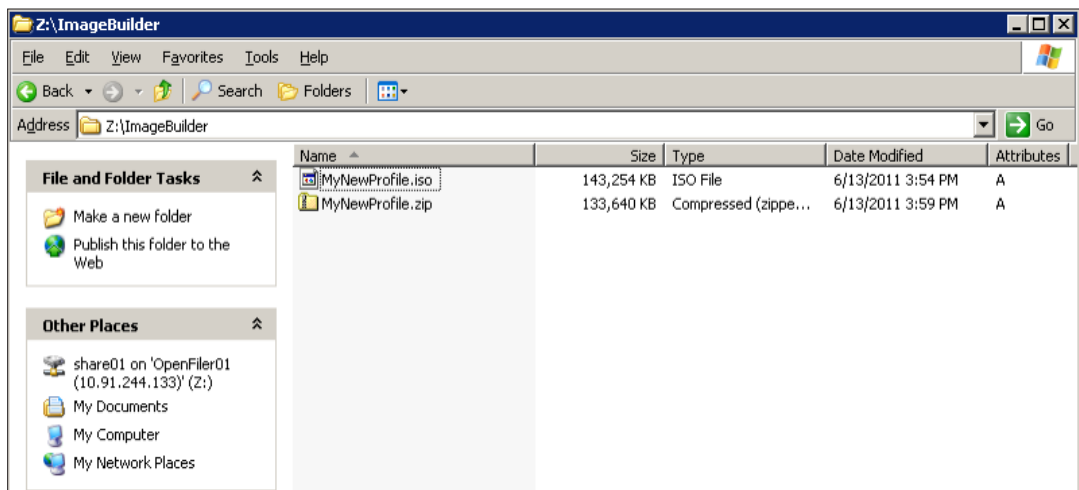 Z:\ImageBuilder
File Edit View Favorites Tools Help
Back Search Folders
Address Z:\ImageBuilder Go
File and Folder Tasks
Make a new folder
Publish this folder to the
Web
Other Places
share01 on 'OpenFiler01
(10.91.244.133)' (Z:)
My Documents
My Computer
My Network Places
Name Size Type Date Modified Attributes
MyNewProfile.iso 143,254 KB ISO File 6/13/2011 3:54 PM A
MyNewProfile.zip 133,640 KB Compressed (zippe... 6/13/2011 3:59 PM A